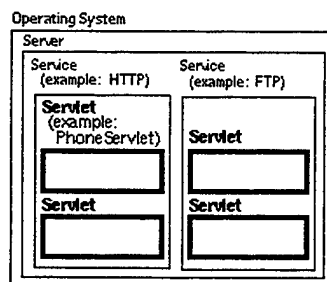 Operating System
Server
Service
(example: HTTP)
Servlet
(example:
PhoneServlet)
Servlet
Service
(example: FTP)
Servlet
Servlet